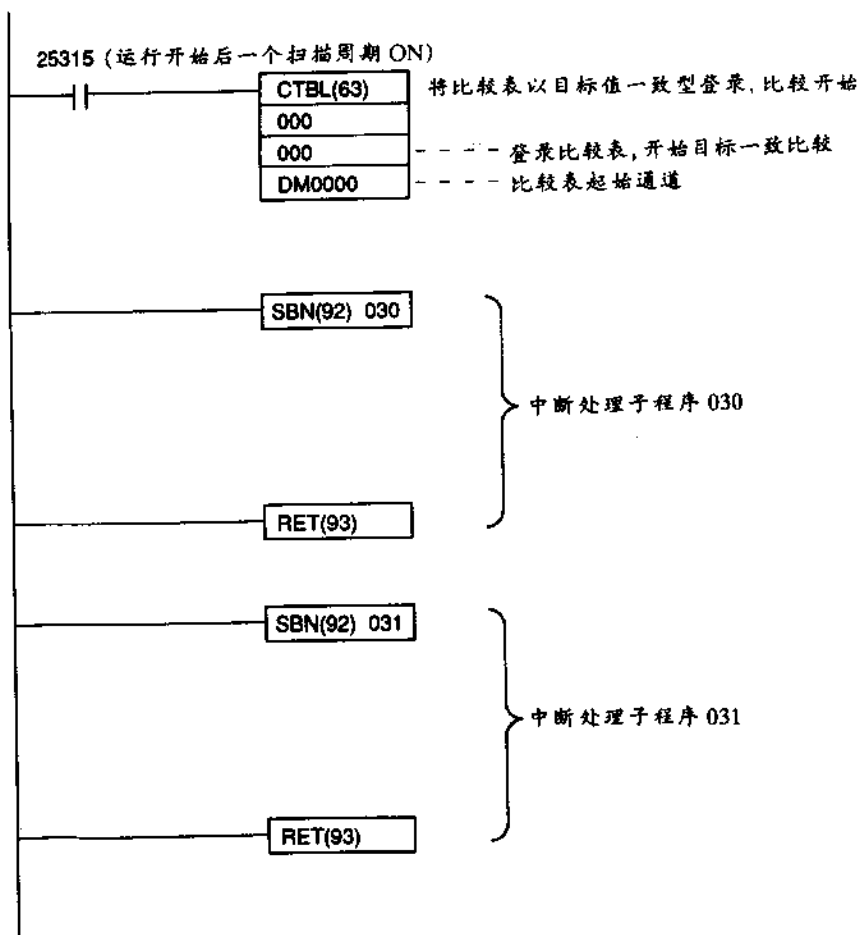 25315 (运行开始后一个扫描周期 ON)
CTBL(63) 将比较表以目标值一致型登录,比较开始
000
000 - - - - 登录比较表,开始目标一致比较
DM0000 - - - - 比较表起始通道
SBN(92) 030
中断处理子程序 030
RET(93)
SBN(92) 031
中断处理子程序 031
RET(93)